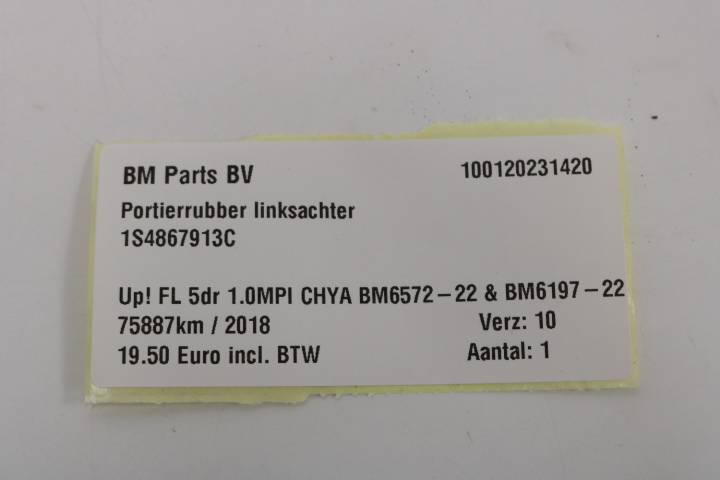 BM Parts BV 100120231420
Portierrubber linksachter
1S4867913C
Up! FL 5dr 1.0MPI CHYA BM6572-22 & BM6197-22
75887km / 2018 Verz: 10
19.50 Euro incl. BTW Aantal: 1